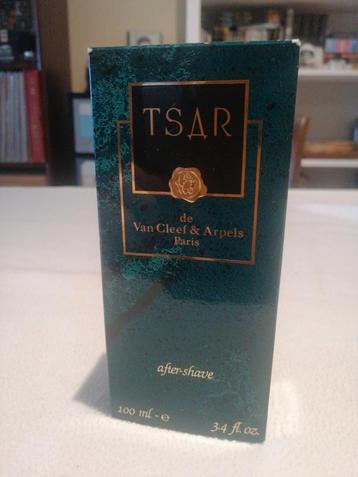 TSAR
de
Van Cleef & Arpels
Paris
after-shave
100 ml - e
3.4 fl. oz.